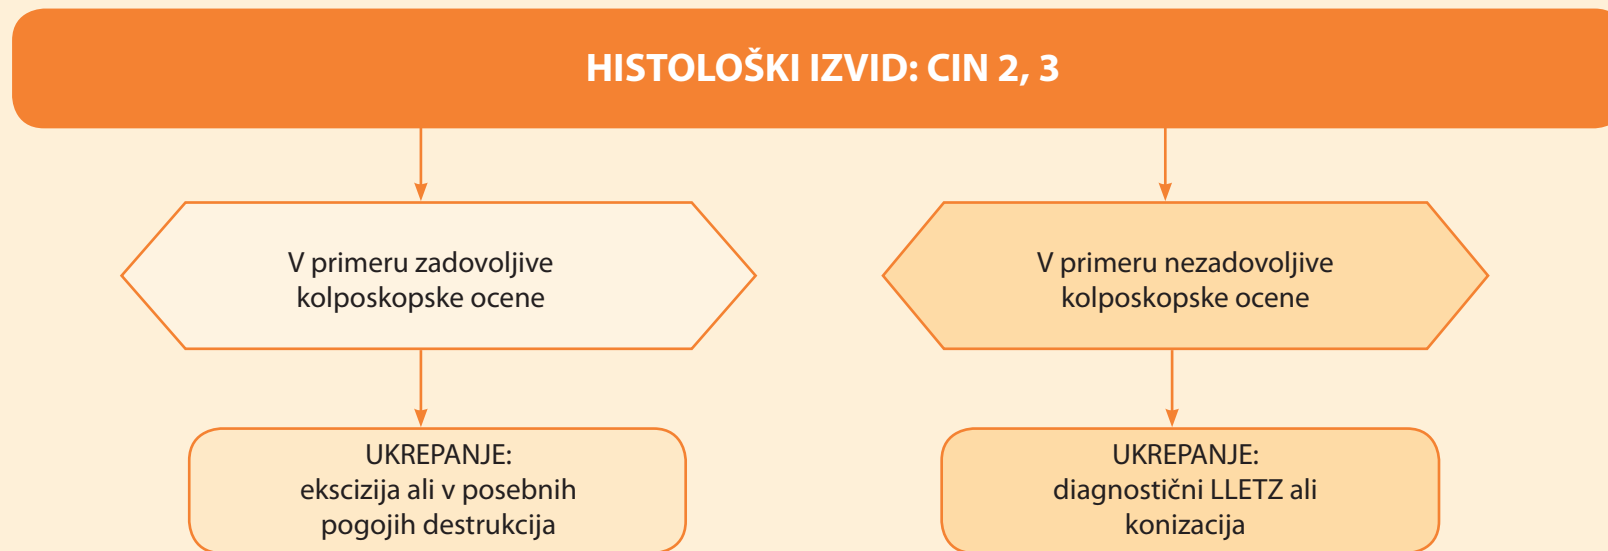 HISTOLOŠKI IZVID: CIN 2, 3
V primeru zadovoljive
kolposkopske ocene
V primeru nezadovoljive
kolposkopske ocene
UKREPANJE:
ekscizija ali v posebnih
pogojih destrukcija
UKREPANJE:
diagnostični LLETZ ali
konizacija